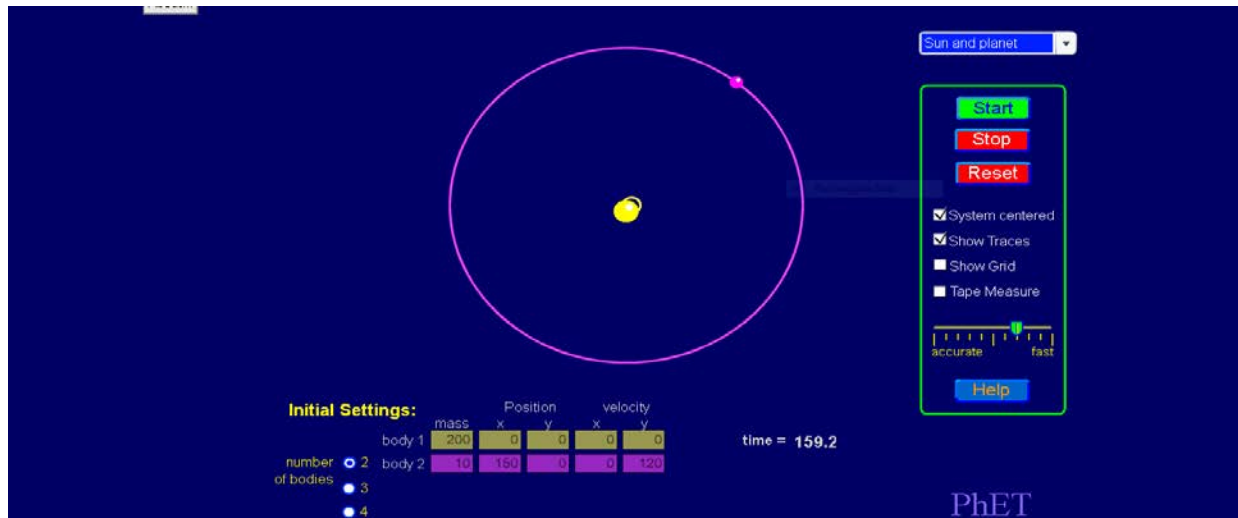 Sun and planet
Start
Stop
Reset
System centered
Show Traces
Show Grid
Tape Measure
accurate fast
Help
Initial Settings:
Position velocity
mass x y x y
body 1 200 0 0 0 0
number 2 body 2 10 150 0 0 120
of bodies
3
4
time = 159.2
PhET